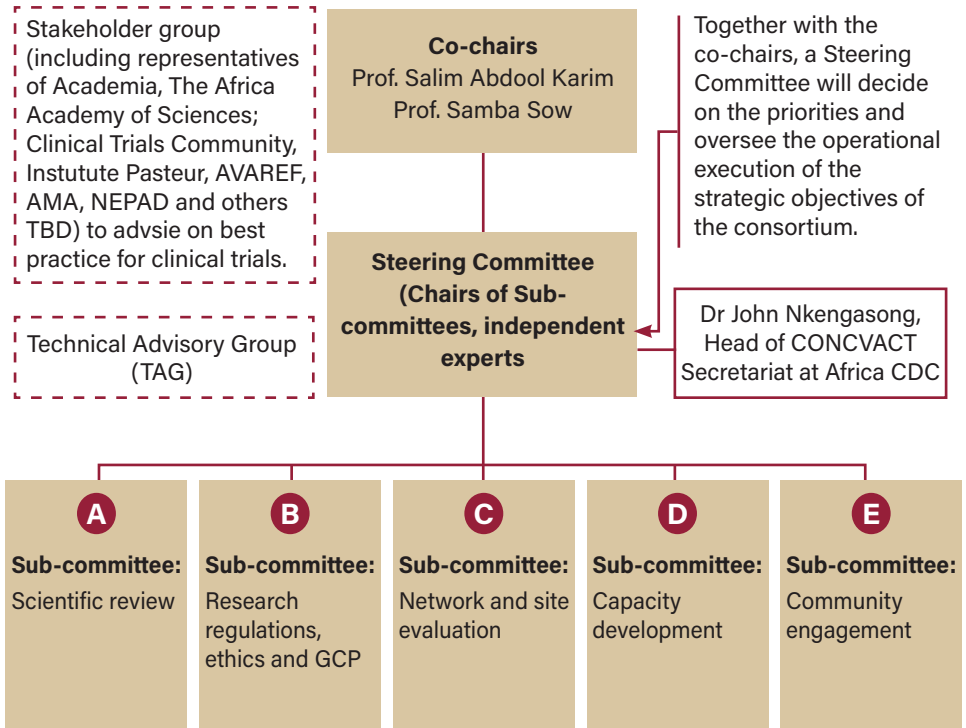 Stakeholder group
(including representatives
of Academia, The Africa
Academy of Sciences;
Clinical Trials Community,
Instutute Pasteur, AVAREF,
AMA, NEPAD and others
TBD) to advsie on best
practice for clinical trials.
Co-chairs
Prof. Salim Abdool Karim
Prof. Samba Sow
Together with the
co-chairs, a Steering
Committee will decide
on the priorities and
oversee the operational
execution of the
strategic objectives of
the consortium.
Technical Advisory Group
(TAG)
Steering Committee
(Chairs of Sub-
committees, independent
experts
Dr John Nkengasong,
Head of CONCVACT
Secretariat at Africa CDC
A
Sub-committee:
Scientific review
B
Sub-committee:
Research
regulations,
ethics and GCP
C
Sub-committee:
Network and site
evaluation
D
Sub-committee:
Capacity
development
E
Sub-committee:
Community
engagement